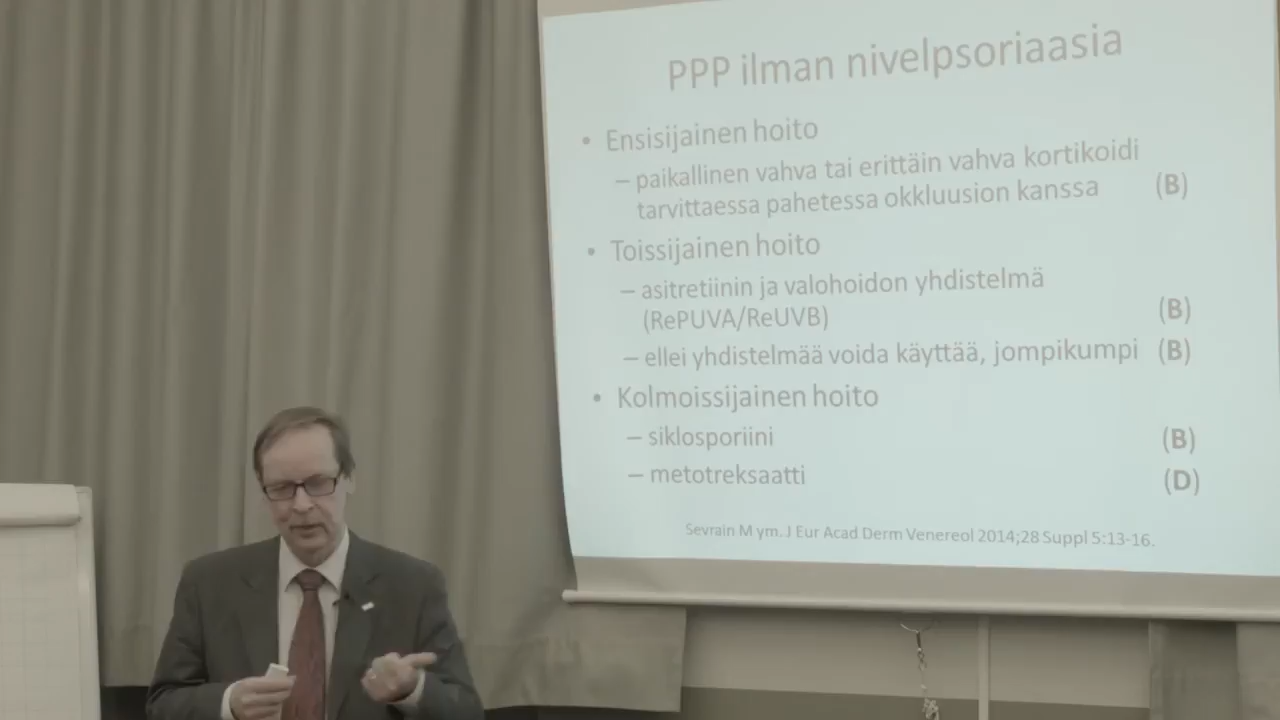 PPP ilman nivelpsoriaasia
• Ensisijainen hoito
– paikallinen vahva tai erittäin vahva kortikoidi
tarvittaessa pahetessa okkluusion kanssa (B)
• Toissijainen hoito
– asitretiinin ja valohoidon yhdistelmä
(RePUVA/ReUVB) (B)
– ellei yhdistelmää voida käyttää, jompikumpi (B)
• Kolmoissijainen hoito
– siklosporiini (B)
– metotreksaatti (D)
Sevrain M ym. J Eur Acad Derm Venereol 2014;28 Suppl 5:13-16.